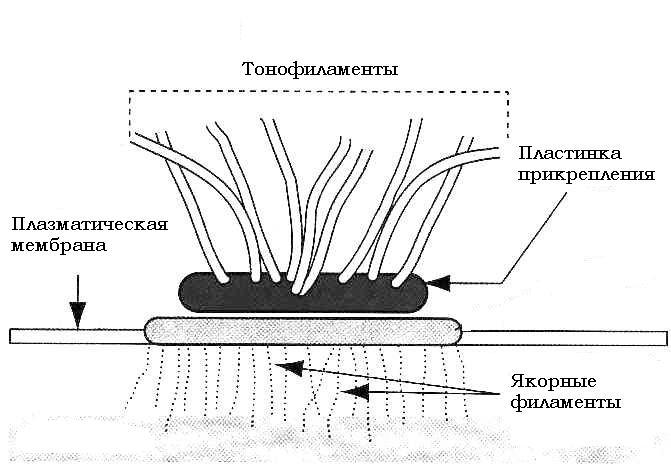 Тонофиламенты
Пластинка
прикрепления
Плазматическая
мембрана
Якорные
филаменты